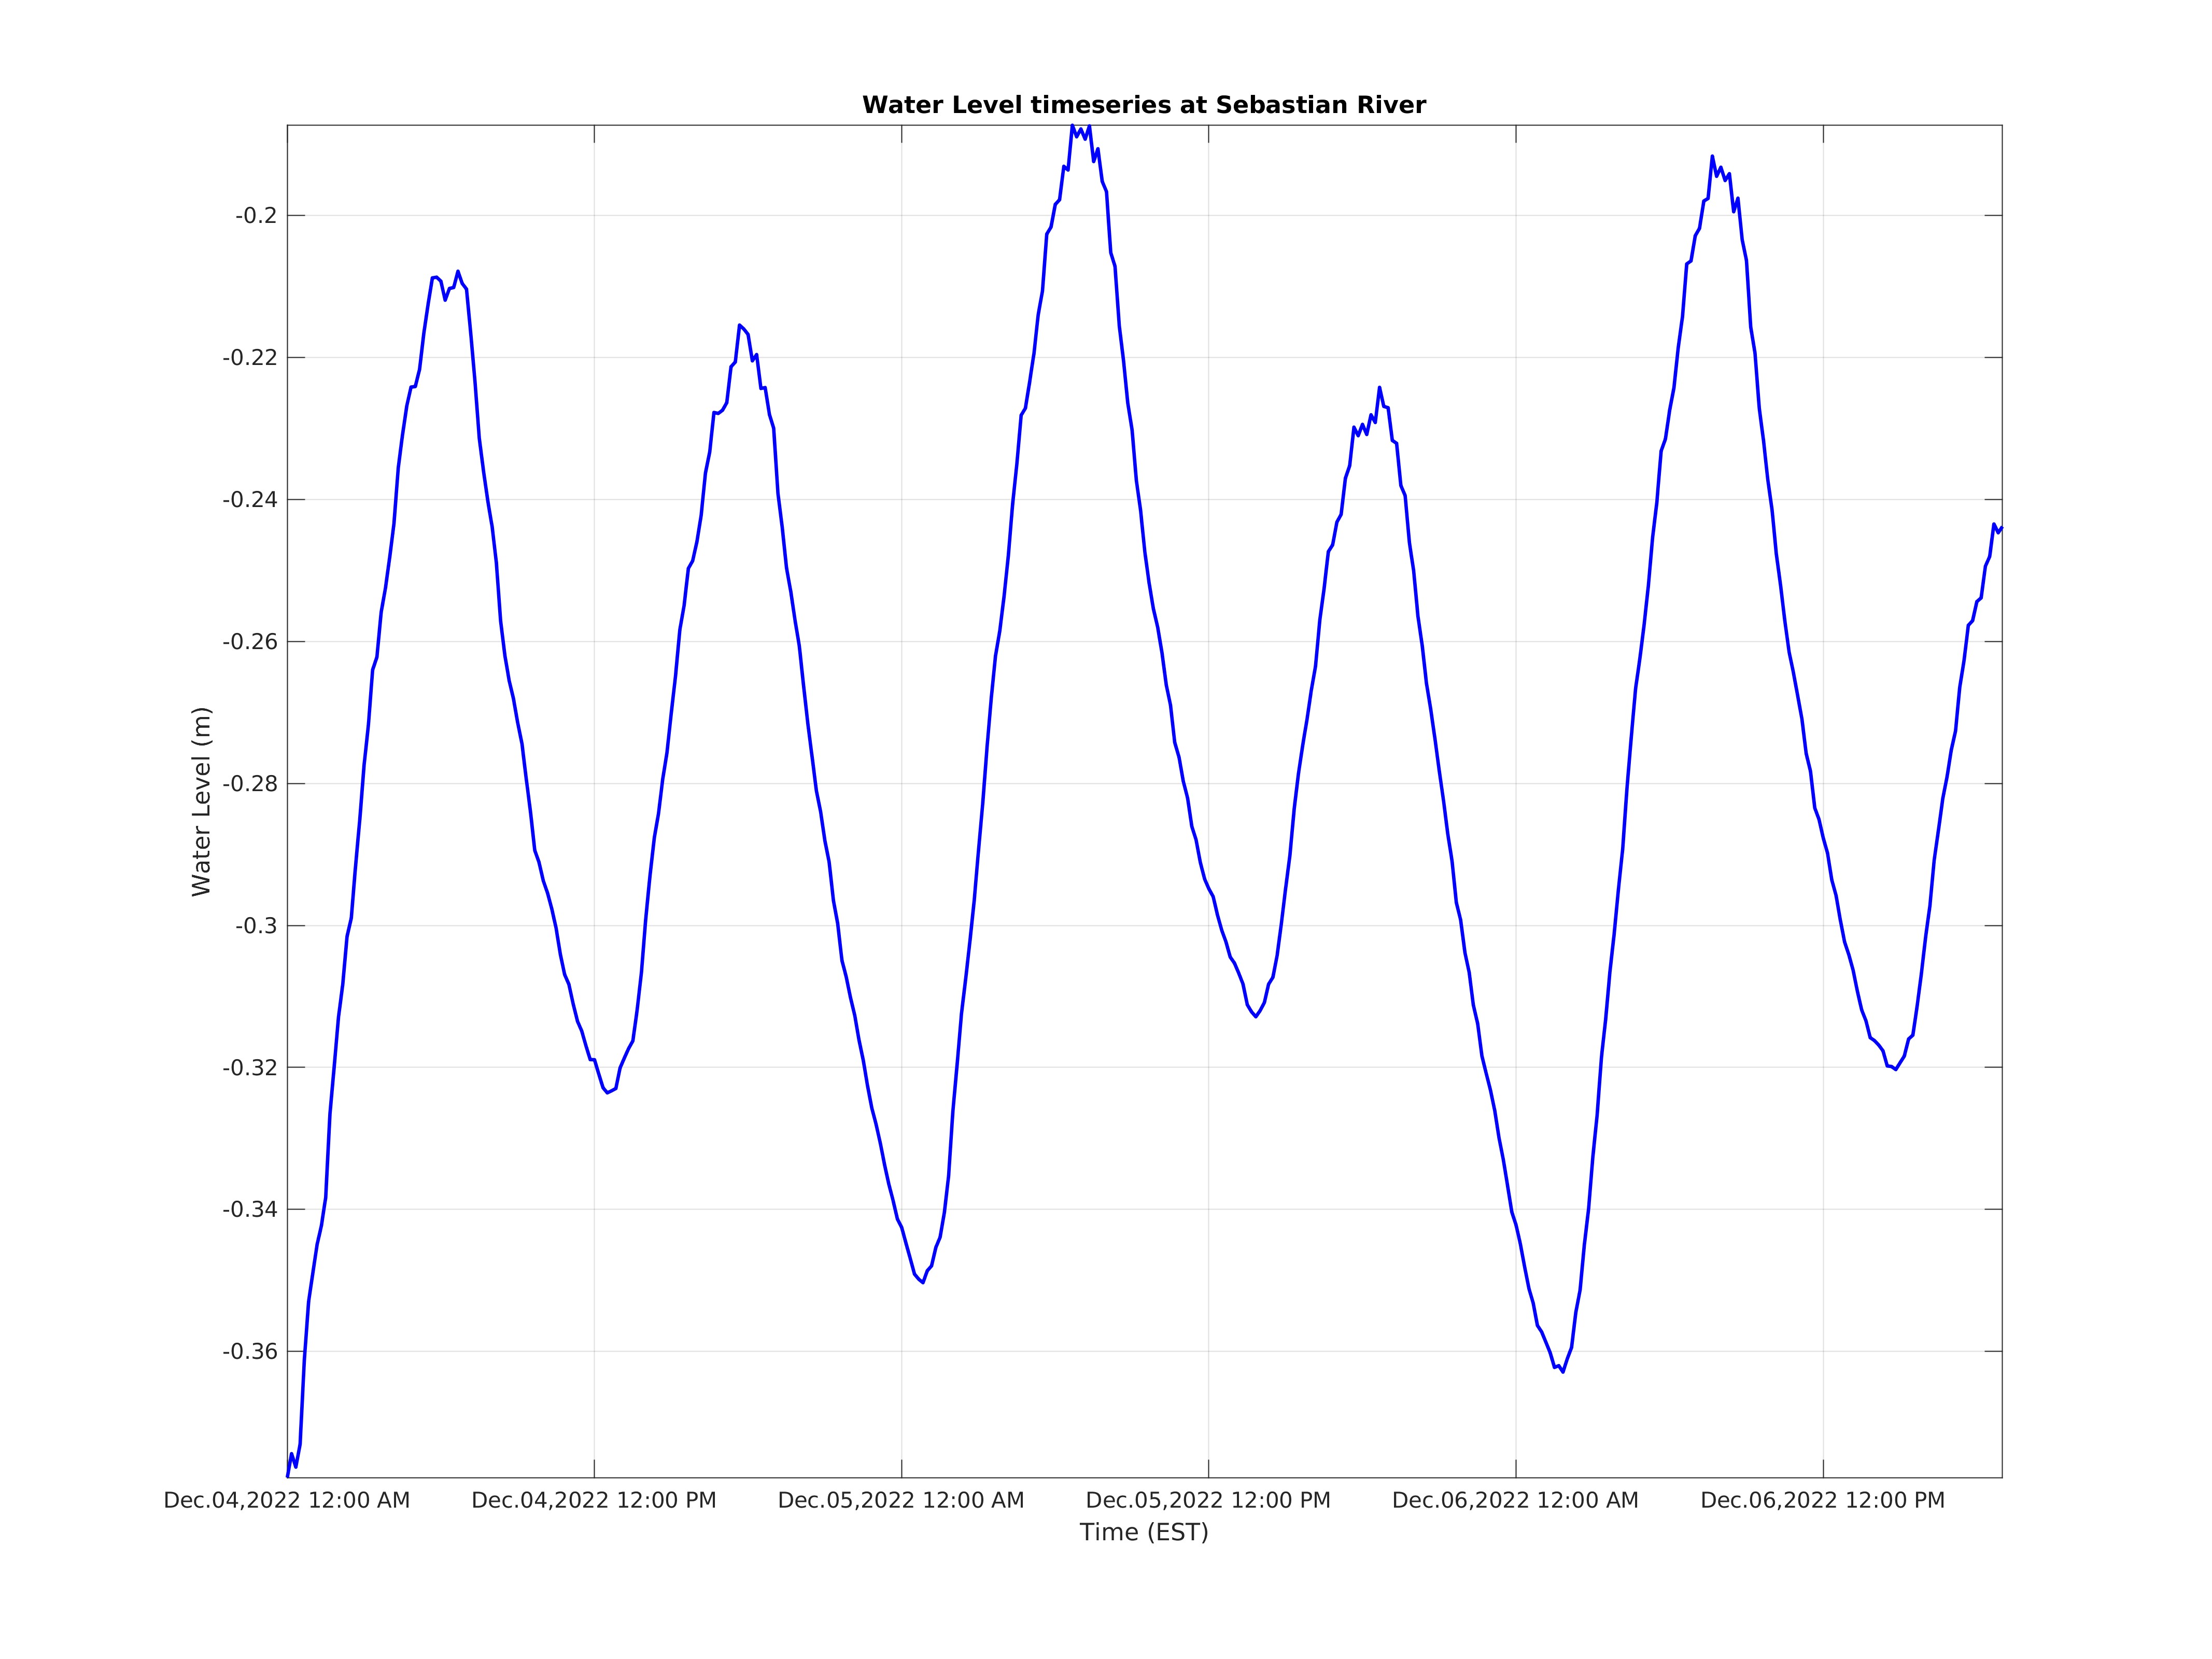 Water Level timeseries at Sebastian River
-0.2
-0.22
-0.24
-0.26
-0.28
-0.3
-0.32
-0.34
-0.36
Water Level (m)
Dec.04,2022 12:00 AM Dec.04,2022 12:00 PM Dec.05,2022 12:00 AM Dec.05,2022 12:00 PM Dec.06,2022 12:00 AM Dec.06,2022 12:00 PM
Time (EST)